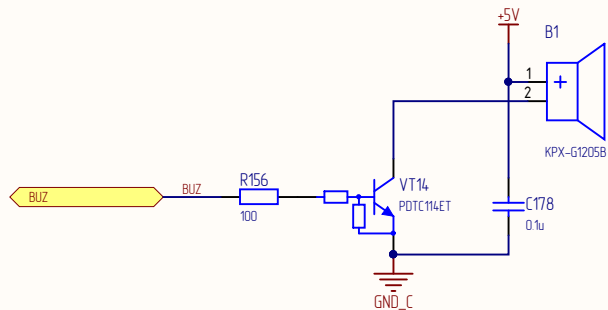 +5V
B1
1
+
2
KPX-G1205B
BUZ
BUZ
R156
100
VT14
PDTC114ET
C178
0.1u
GND_C